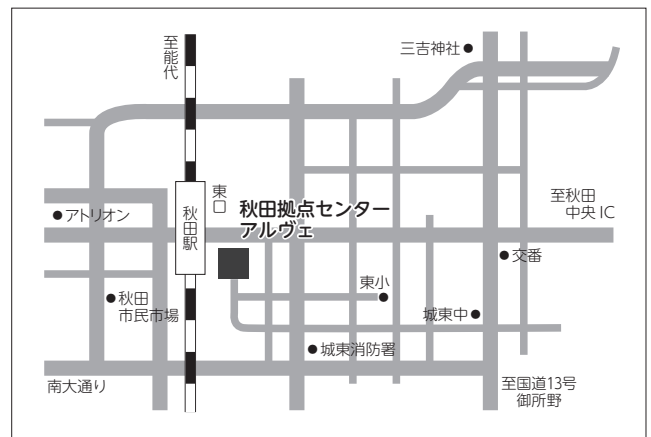 至能代
三吉神社
東口
秋田駅
秋田拠点センター
アルヴェ
至秋田
中央IC
アトリオン
交番
秋田
市民市場
東小
城東中
城東消防署
南大通り
至国道13号
御所野